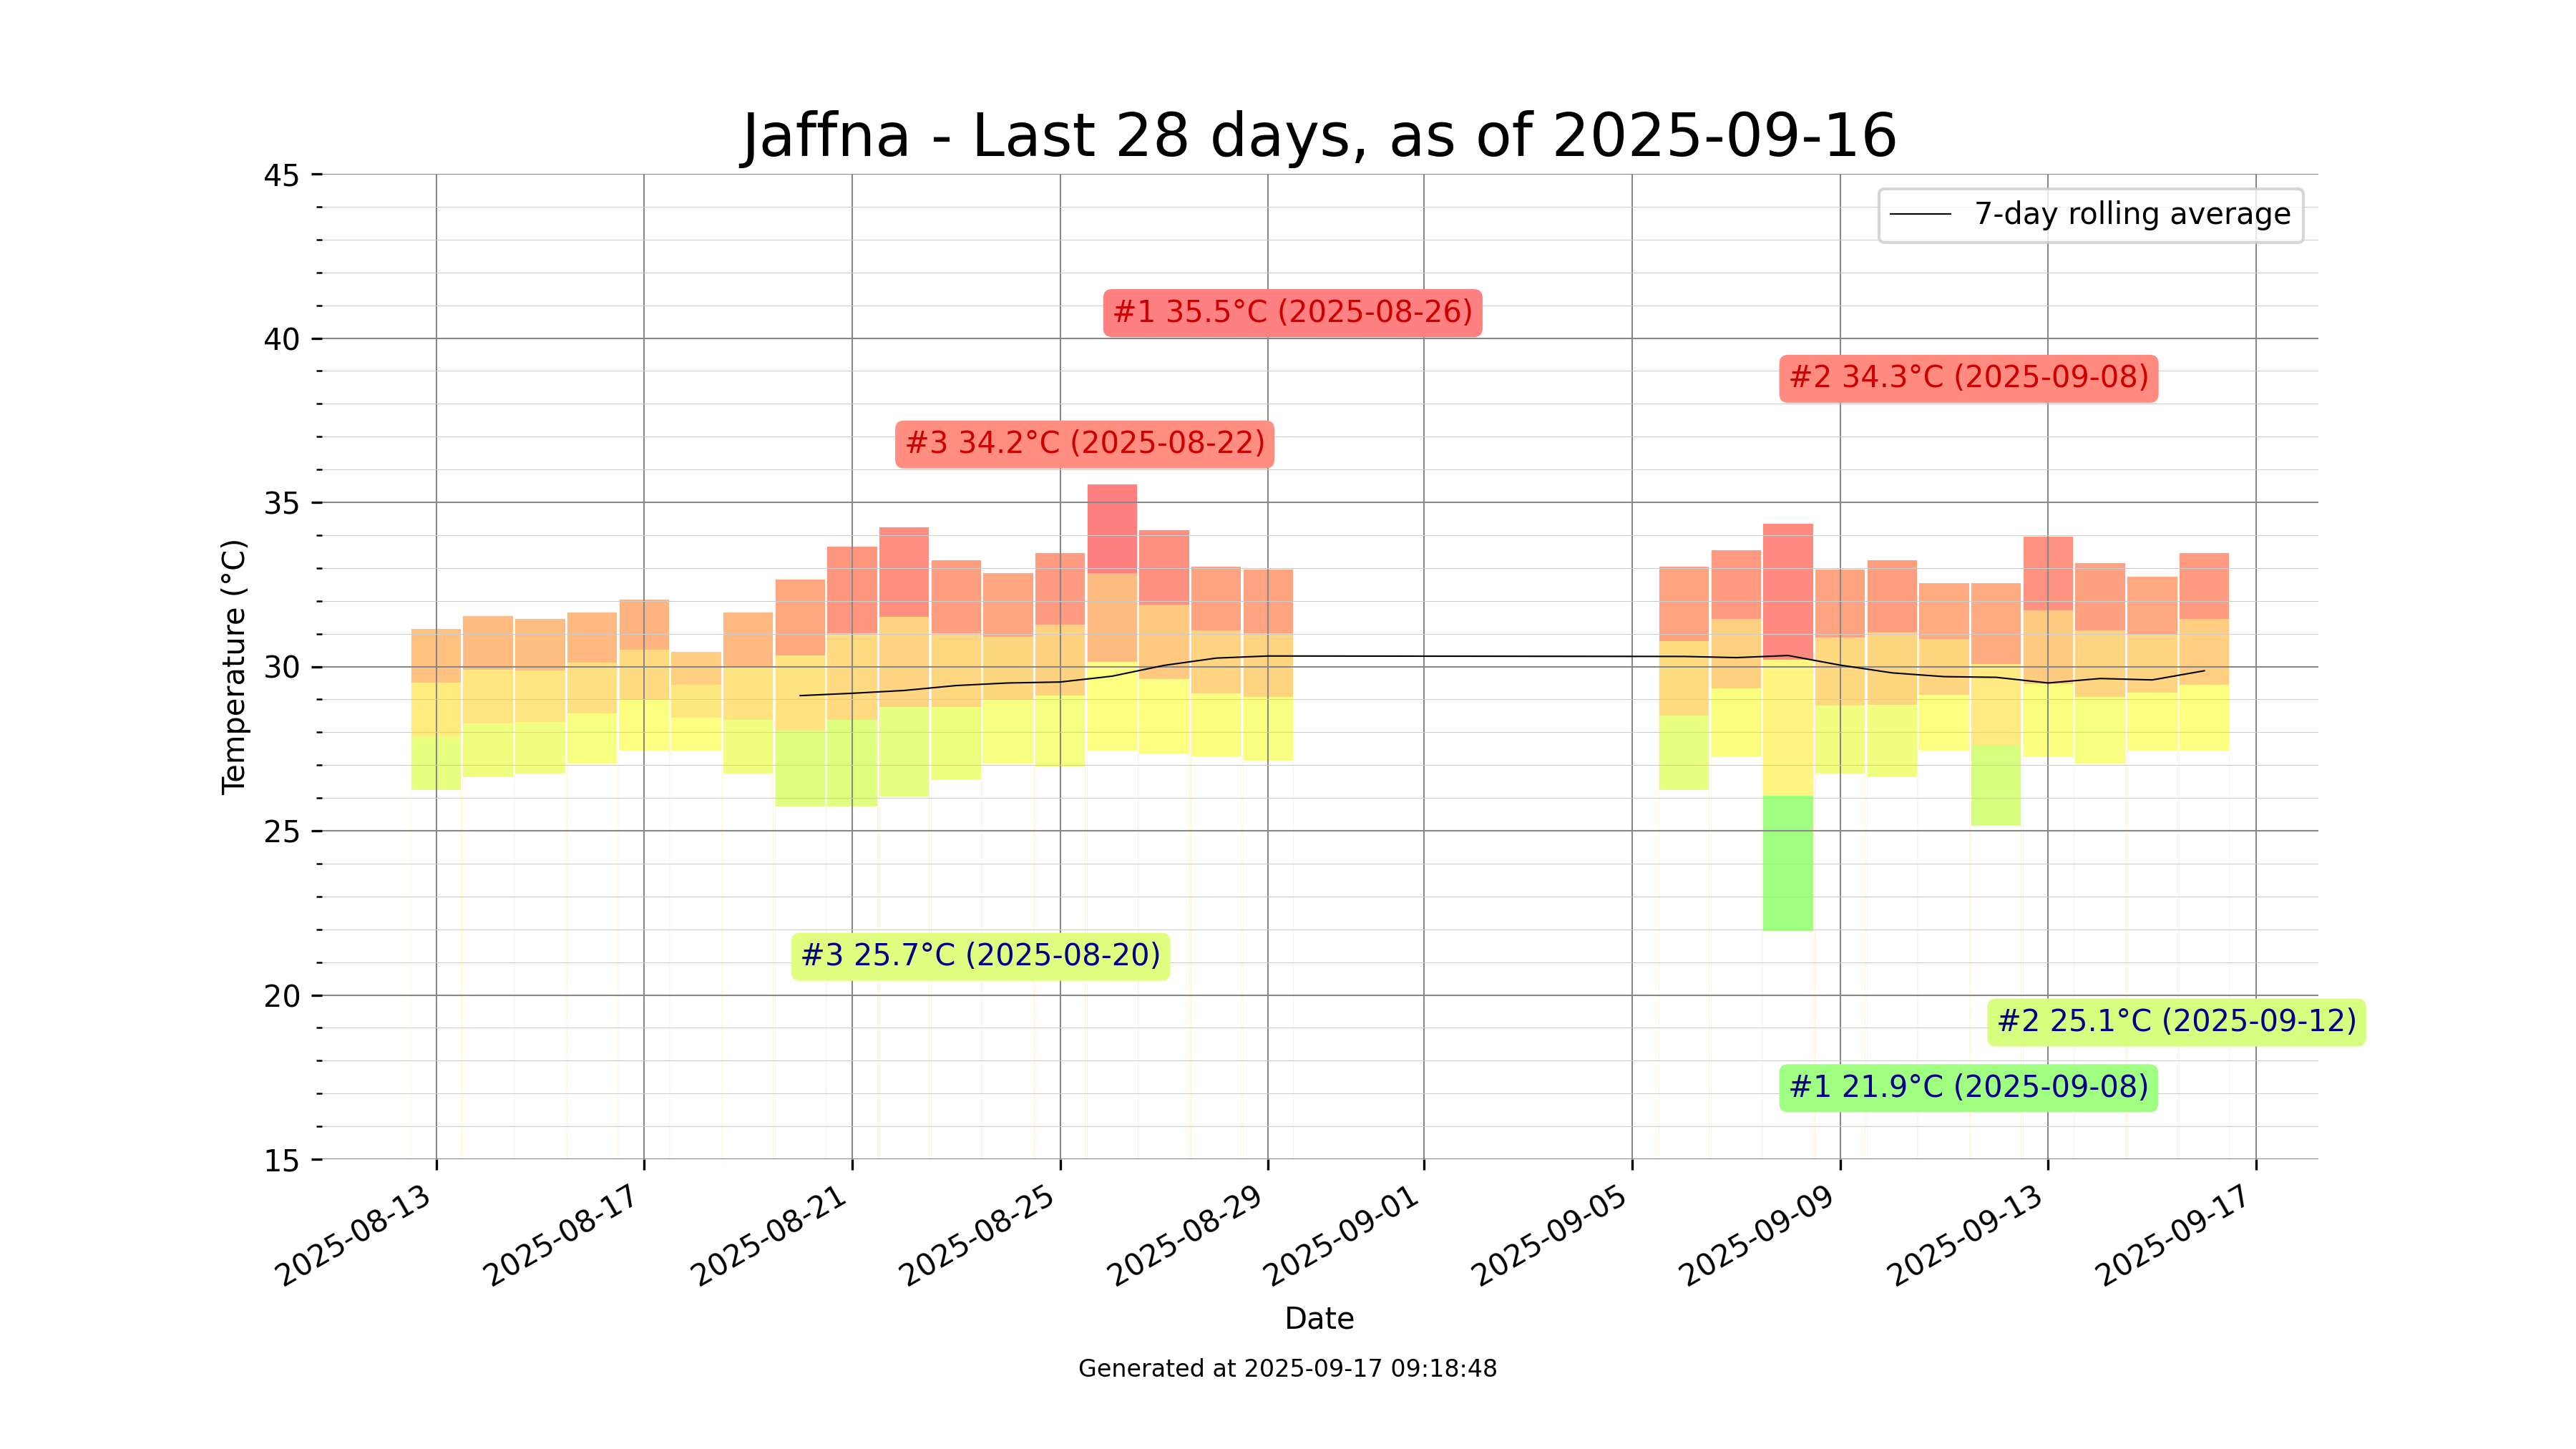 Jaffna - Last 28 days, as of 2025-09-16
45
40
35
30
25
20
15
Temperature (°C)
7-day rolling average
#1 35.5°C (2025-08-26)
#2 34.3°C (2025-09-08)
#3 34.2°C (2025-08-22)
#3 25.7°C (2025-08-20)
#2 25.1°C (2025-09-12)
#1 21.9°C (2025-09-08)
2025-08-13
2025-08-17
2025-08-21
2025-08-25
2025-08-29
2025-09-01
2025-09-05
2025-09-09
2025-09-13
2025-09-17
Date
Generated at 2025-09-17 09:18:48